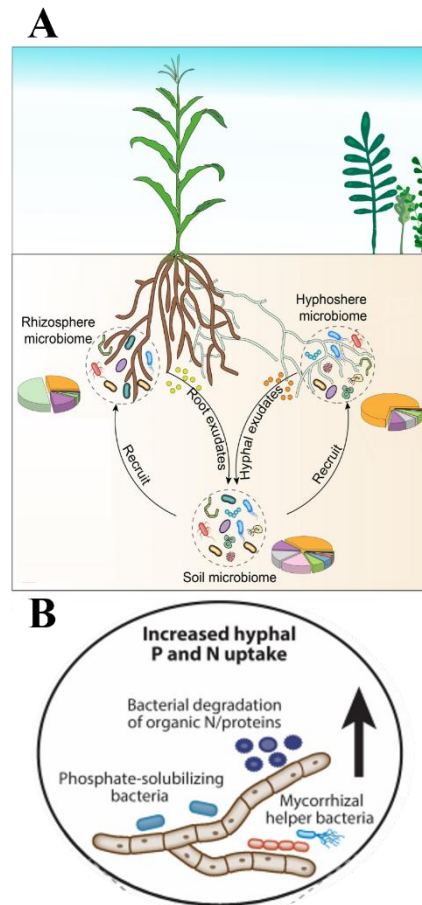 A
Rhizosphere
microbiome
Hyphoshere
microbiome
Root exudates
Hyphal exudates
Recruit
Recruit
Soil microbiome
B
Increased hyphal
P and N uptake
Bacterial degradation
of organic N/proteins
Phosphate-solubilizing
bacteria
Mycorrhizal
helper bacteria